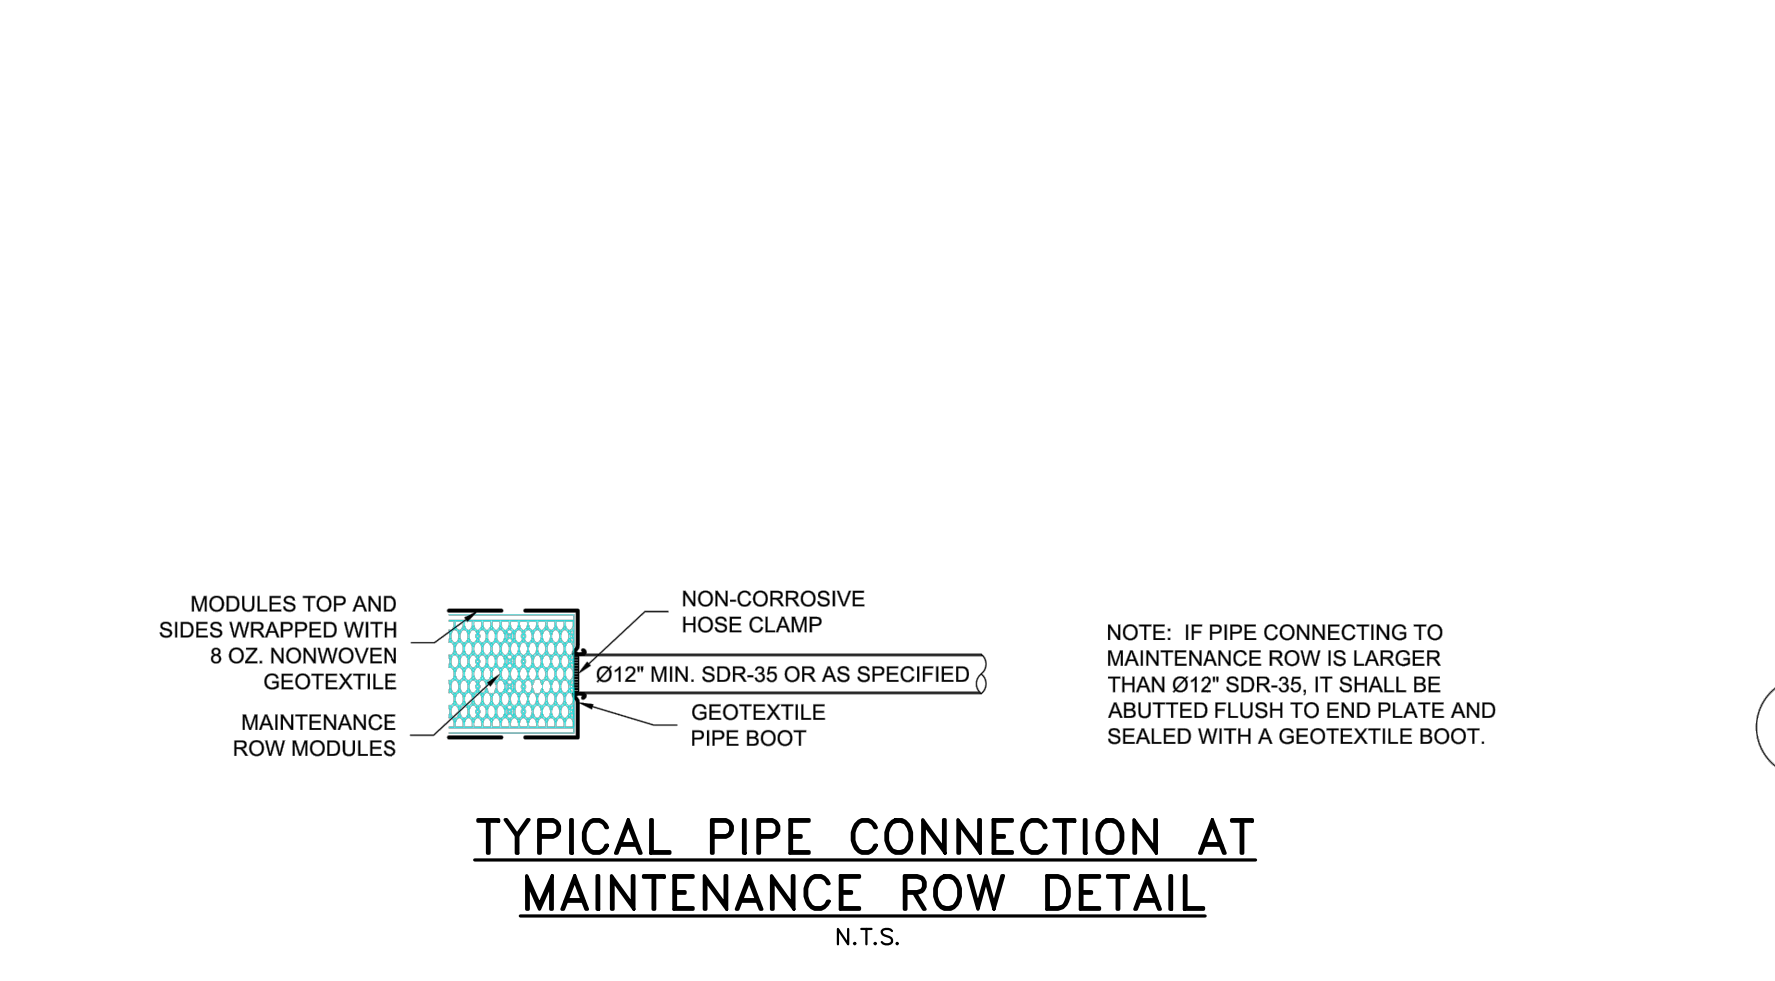 MODULES TOP AND
SIDES WRAPPED WITH
8 OZ. NONWOVEN
GEOTEXTILE
MAINTENANCE
ROW MODULES
NON-CORROSIVE
HOSE CLAMP
Ø12" MIN. SDR-35 OR AS SPECIFIED
GEOTEXTILE
PIPE BOOT
NOTE: IF PIPE CONNECTING TO
MAINTENANCE ROW IS LARGER
THAN Ø12" SDR-35, IT SHALL BE
ABUTTED FLUSH TO END PLATE AND
SEALED WITH A GEOTEXTILE BOOT.
TYPICAL PIPE CONNECTION AT
MAINTENANCE ROW DETAIL
N.T.S.